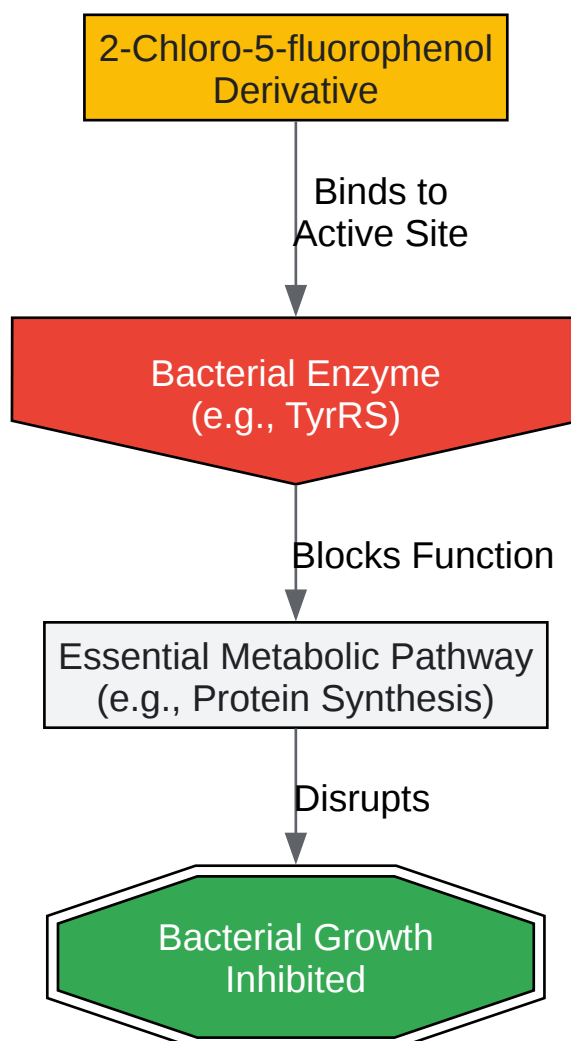 2-Chloro-5-fluorophenol
Derivative
Binds to
Active Site
Bacterial Enzyme
(e.g., TyrRS)
Blocks Function
Essential Metabolic Pathway
(e.g., Protein Synthesis)
Disrupts
Bacterial Growth
Inhibited